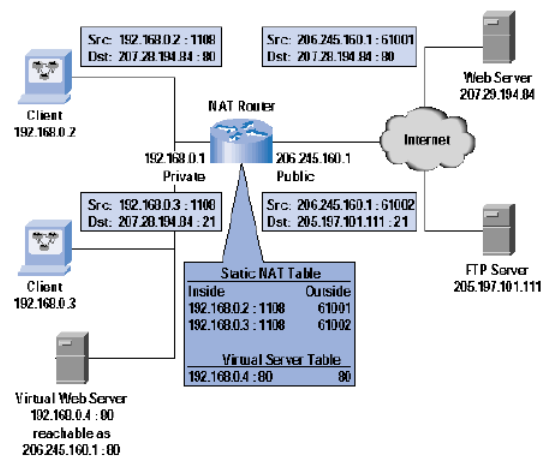 Src: 192.168.0.2 : 1108
Dst: 207.28.194.84 : 80
Src: 206.245.160.1 : 61001
Dst: 207.28.194.84 : 80
Web Server
207.29.194.84
Client
192.168.0.2
NAT Router
Internet
192.168.0.1
Private
206.245.160.1
Public
Src: 192.168.0.3 : 1108
Dst: 207.28.194.84 : 21
Src: 206.245.160.1 : 61002
Dst: 205.197.101.111 : 21
Client
192.168.0.3
FTP Server
205.197.101.111
Static NAT Table
Inside Outside
192.168.0.2 : 1108 61001
192.168.0.3 : 1108 61002
Virtual Server Table
192.168.0.4 : 80 80
Virtual Web Server
192.168.0.4 : 80
reachable as
206.245.160.1 : 80